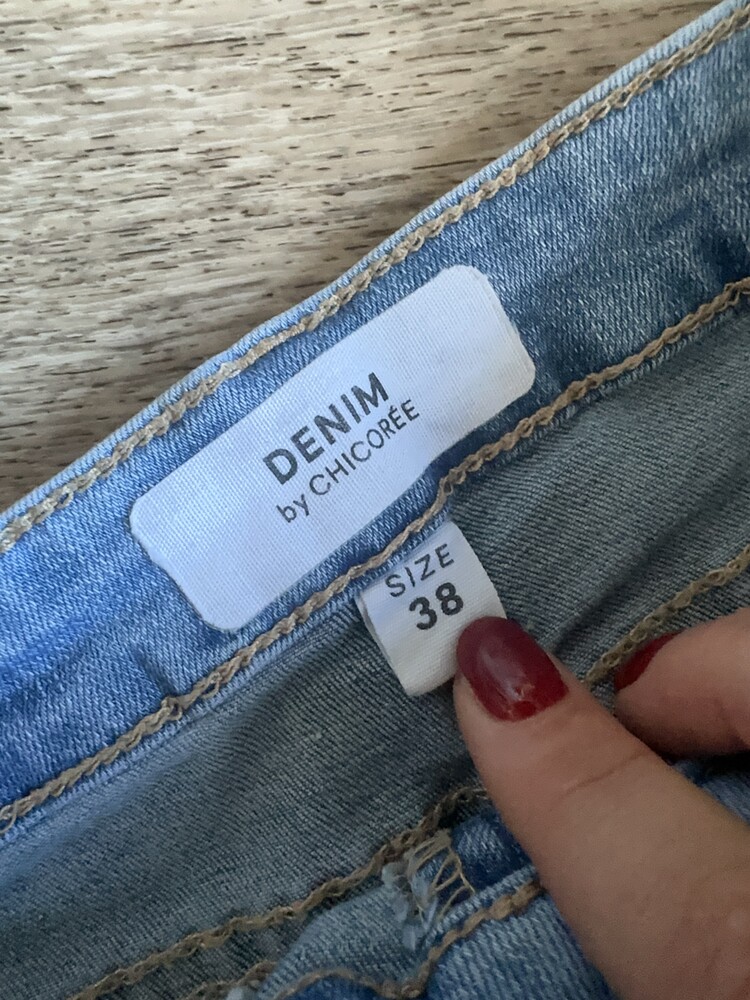 DENIM
by CHICORÉE
SIZE
38